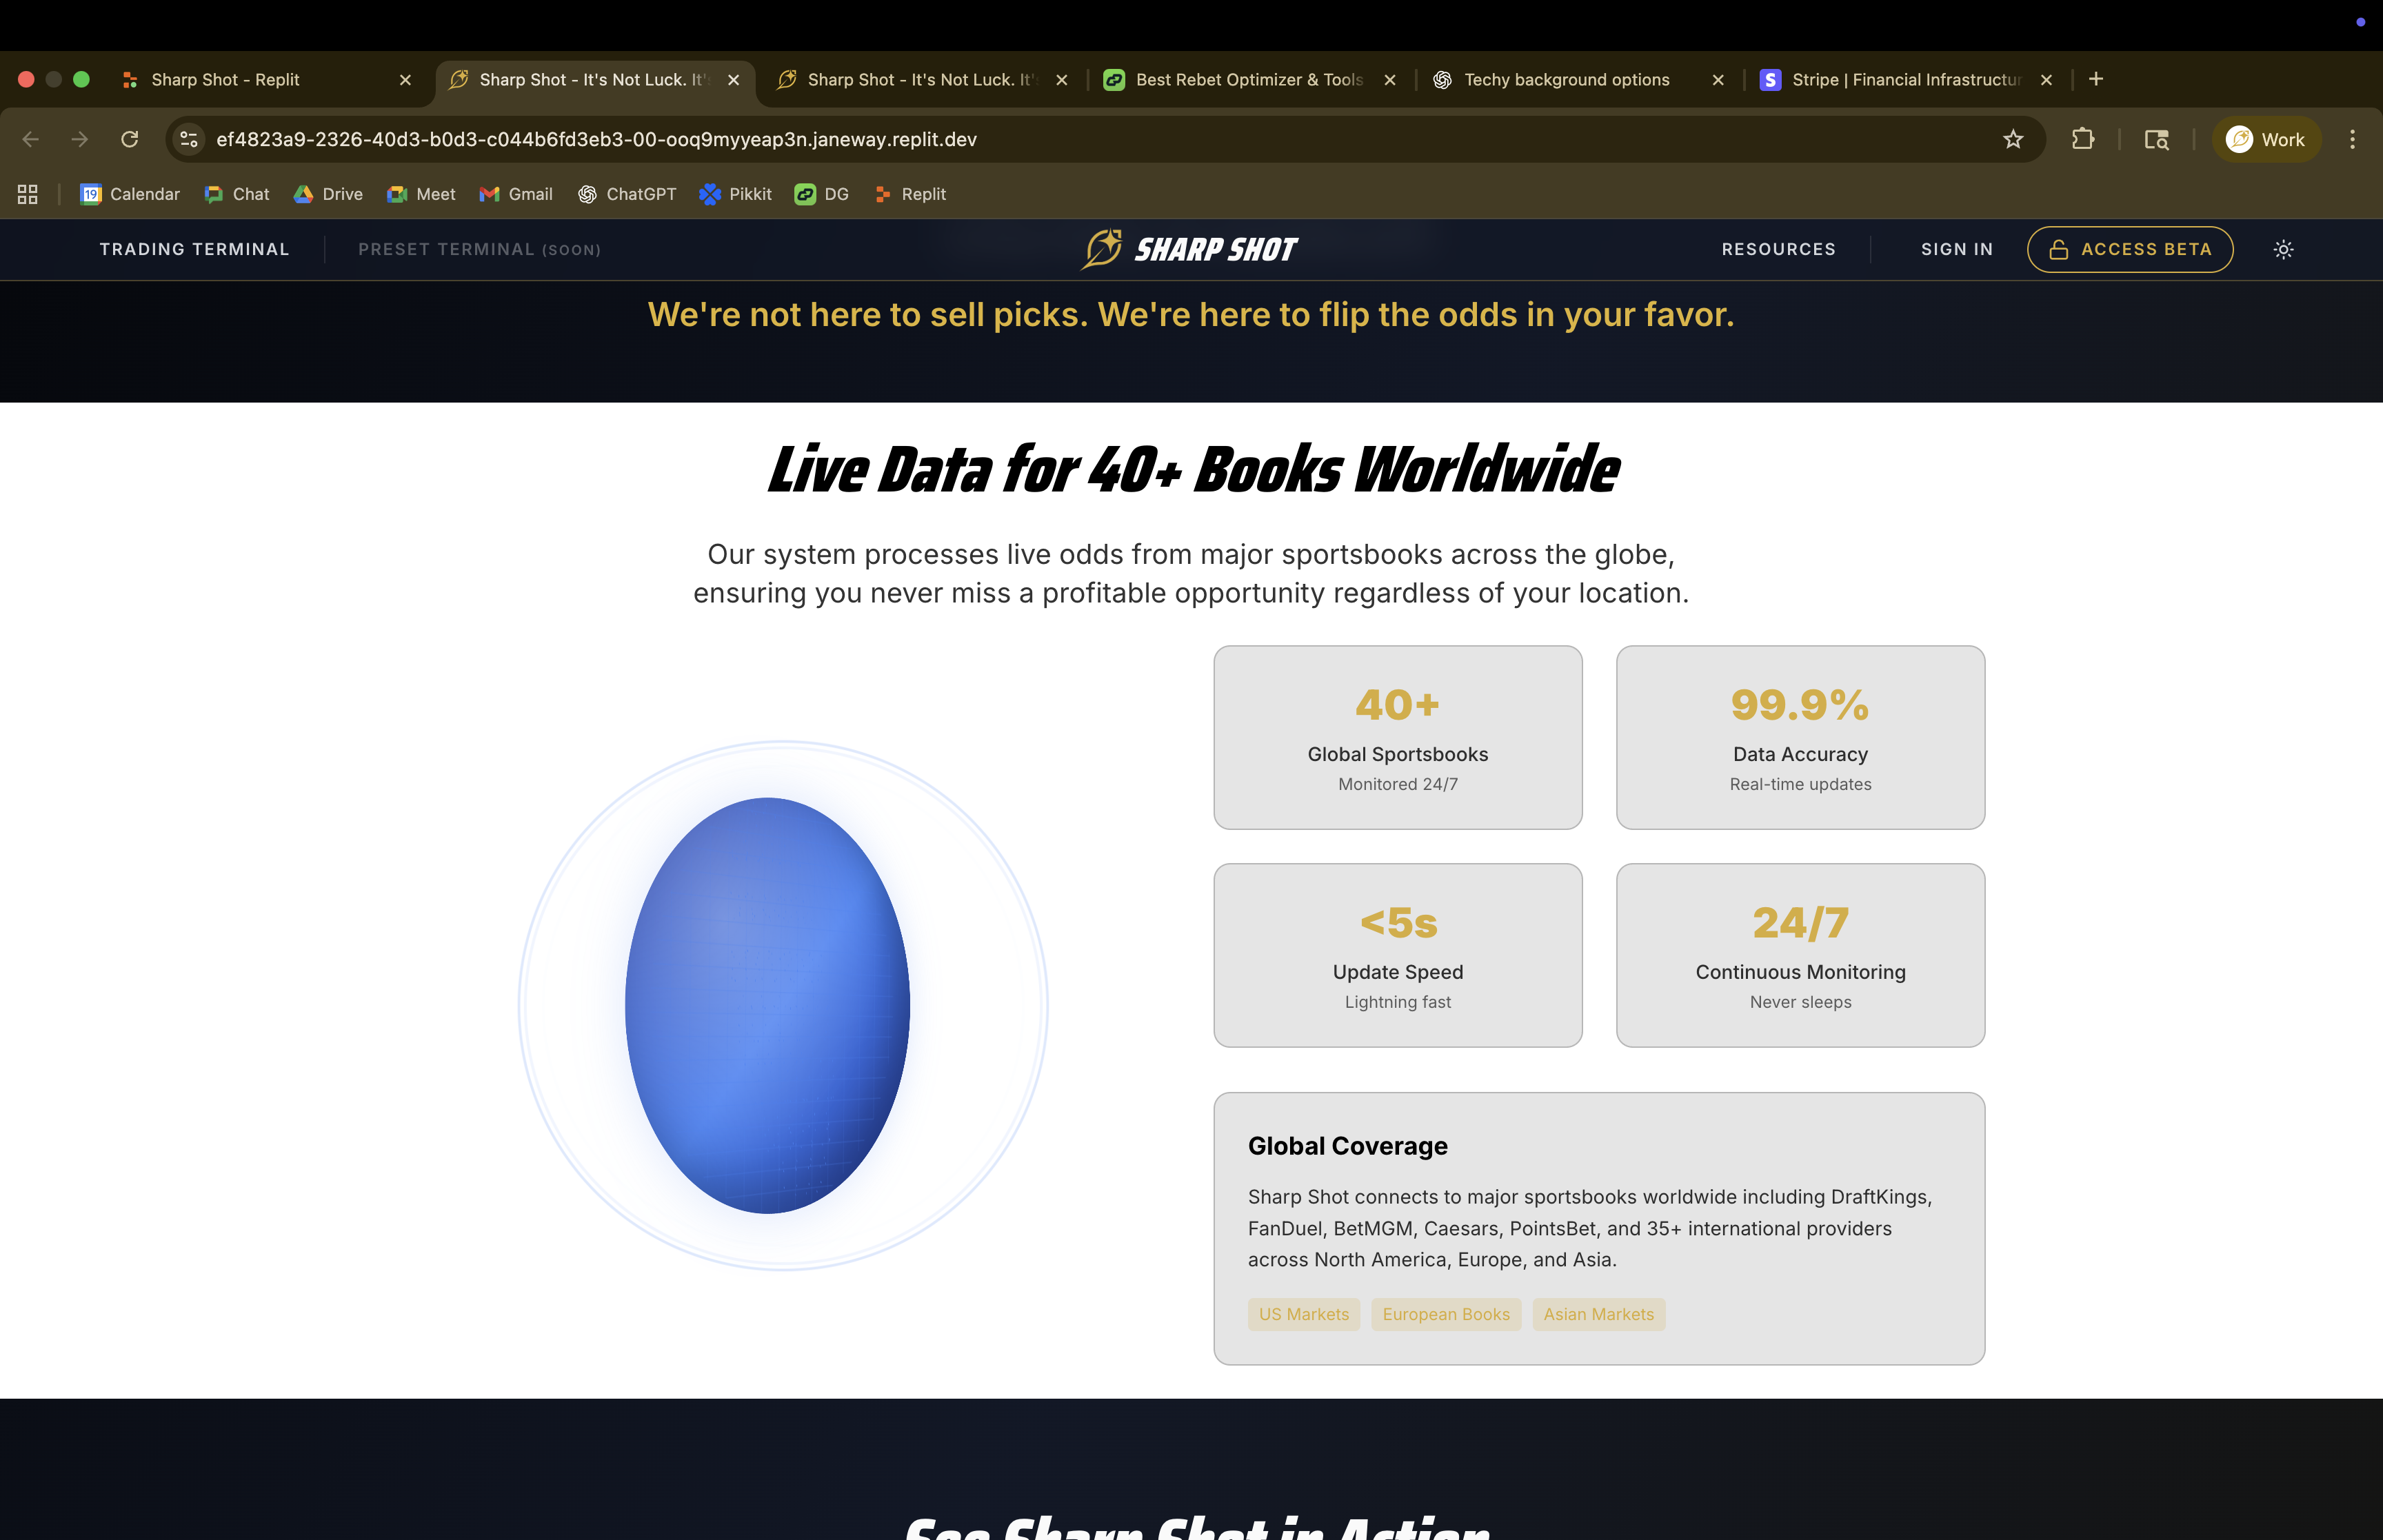 Sharp Shot - Replit
Sharp Shot - It's Not Luck. It's
Sharp Shot - It's Not Luck. It's
Best Rebet Optimizer & Tools
Techy background options
Stripe | Financial Infrastructur
ef4823a9-2326-40d3-b0d3-c044b6fd3eb3-00-ooq9myyeap3n.janeway.replit.dev
Work
19
Calendar
Chat
Drive
Meet
Gmail
ChatGPT
Pikkit
DG
Replit
TRADING TERMINAL
PRESET TERMINAL (SOON)
SHARP SHOT
RESOURCES
SIGN IN
ACCESS BETA
We're not here to sell picks. We're here to flip the odds in your favor.
Live Data for 40+ Books Worldwide
Our system processes live odds from major sportsbooks across the globe,
ensuring you never miss a profitable opportunity regardless of your location.
40+
Global Sportsbooks
Monitored 24/7
99.9%
Data Accuracy
Real-time updates
<5s
Update Speed
Lightning fast
24/7
Continuous Monitoring
Never sleeps
Global Coverage
Sharp Shot connects to major sportsbooks worldwide including DraftKings,
FanDuel, BetMGM, Caesars, PointsBet, and 35+ international providers
across North America, Europe, and Asia.
US Markets
European Books
Asian Markets
See Sharp Shot in Action